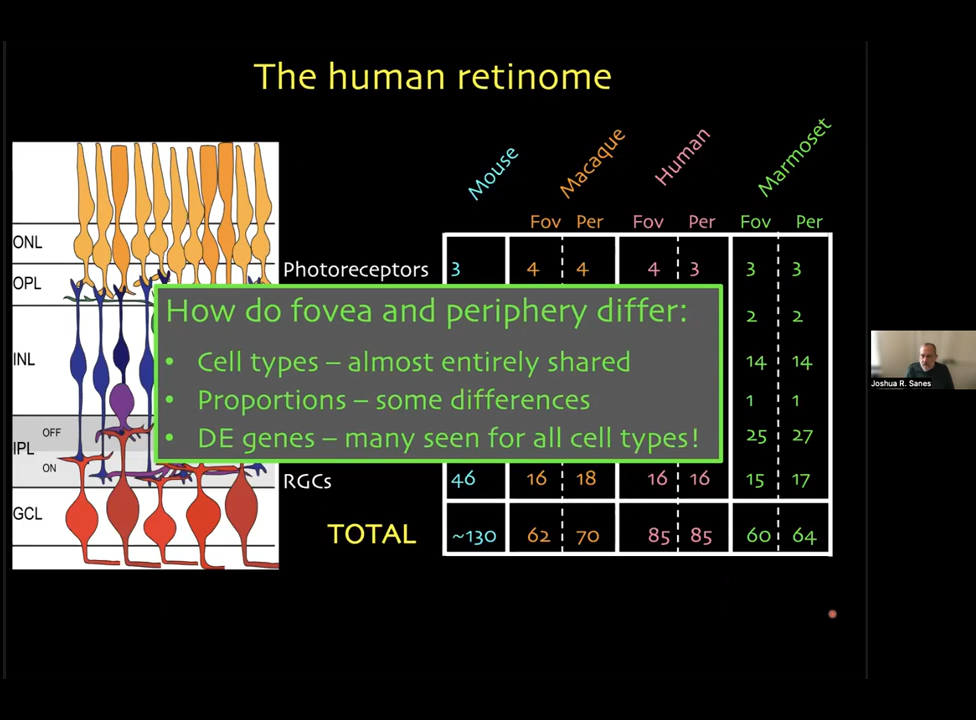 The human retinome
Mouse Macaque Human Marmoset
Fov Per Fov Per Fov Per
ONL
Photoreceptors 3 4 4 4 3 3 3
OPL
How do fovea and periphery differ:
2 2
INL
• Cell types – almost entirely shared
14 14
• Proportions – some differences
1 1
OFF
• DE genes – many seen for all cell types!
25 27
IPL
ON
RGCs 46 16 18 16 16 15 17
GCL
TOTAL ~130 62 70 85 85 60 64
Joshua R. Sanes